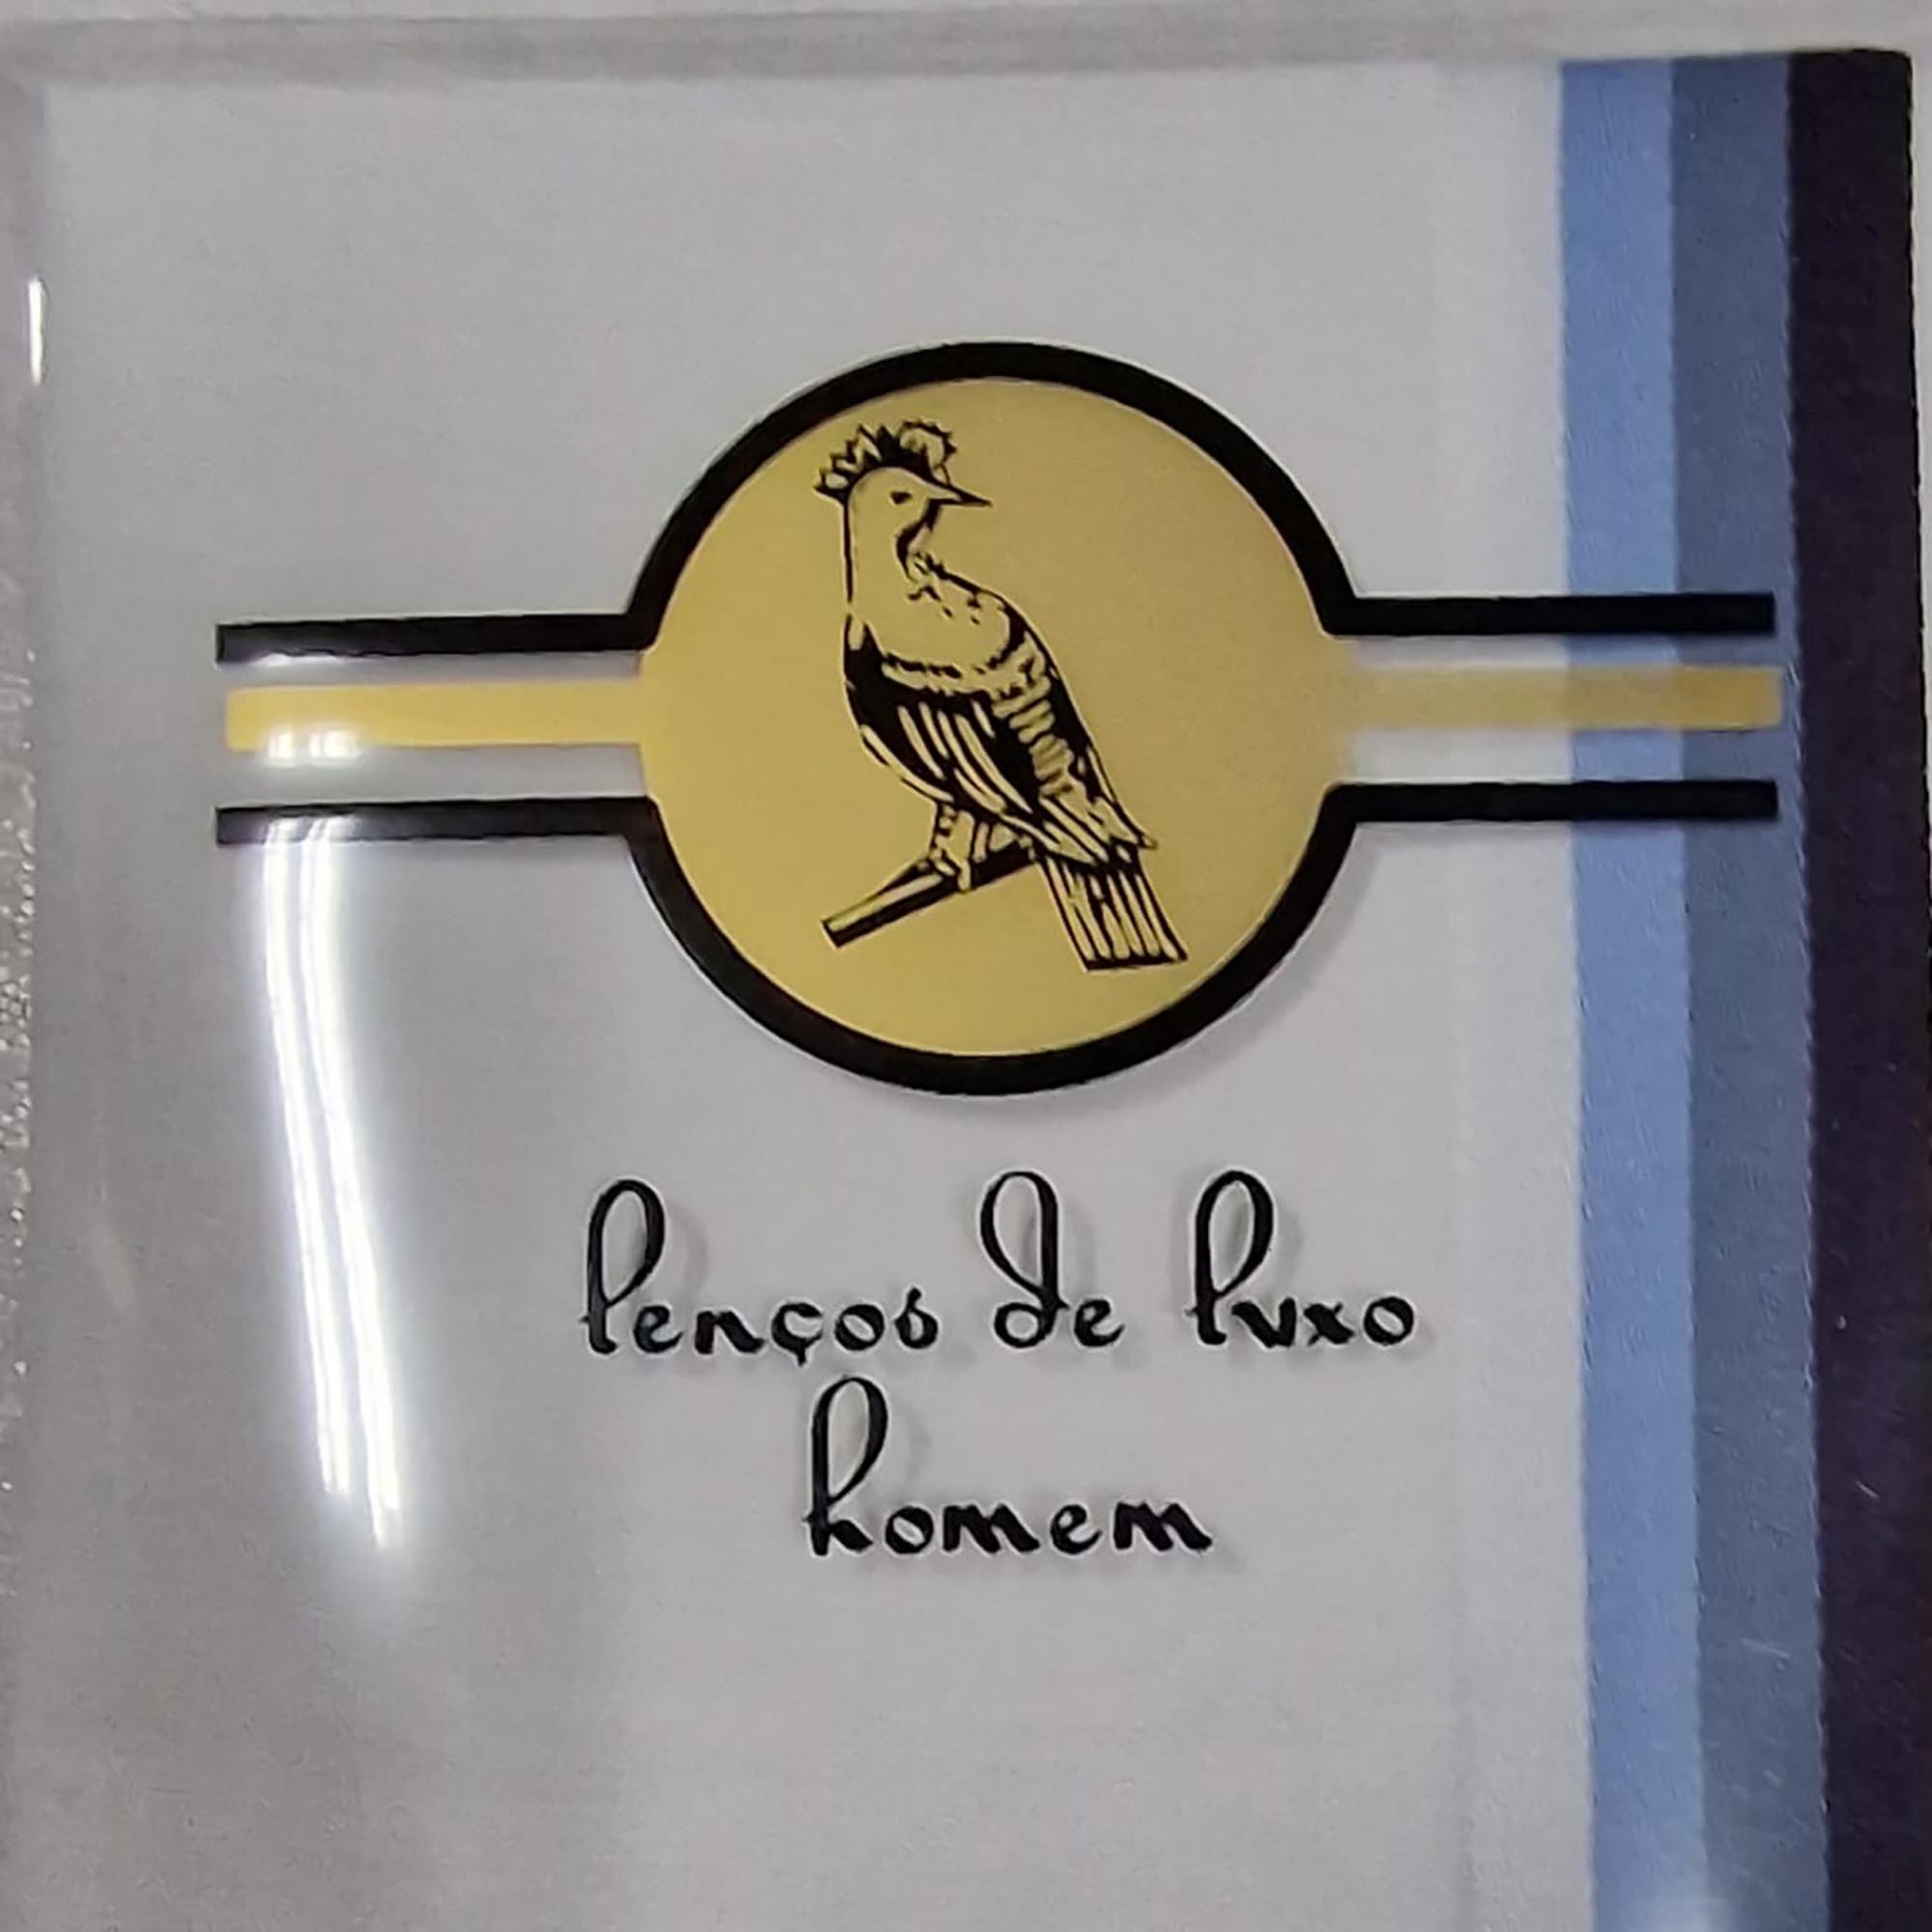 lenços de luxo
homem